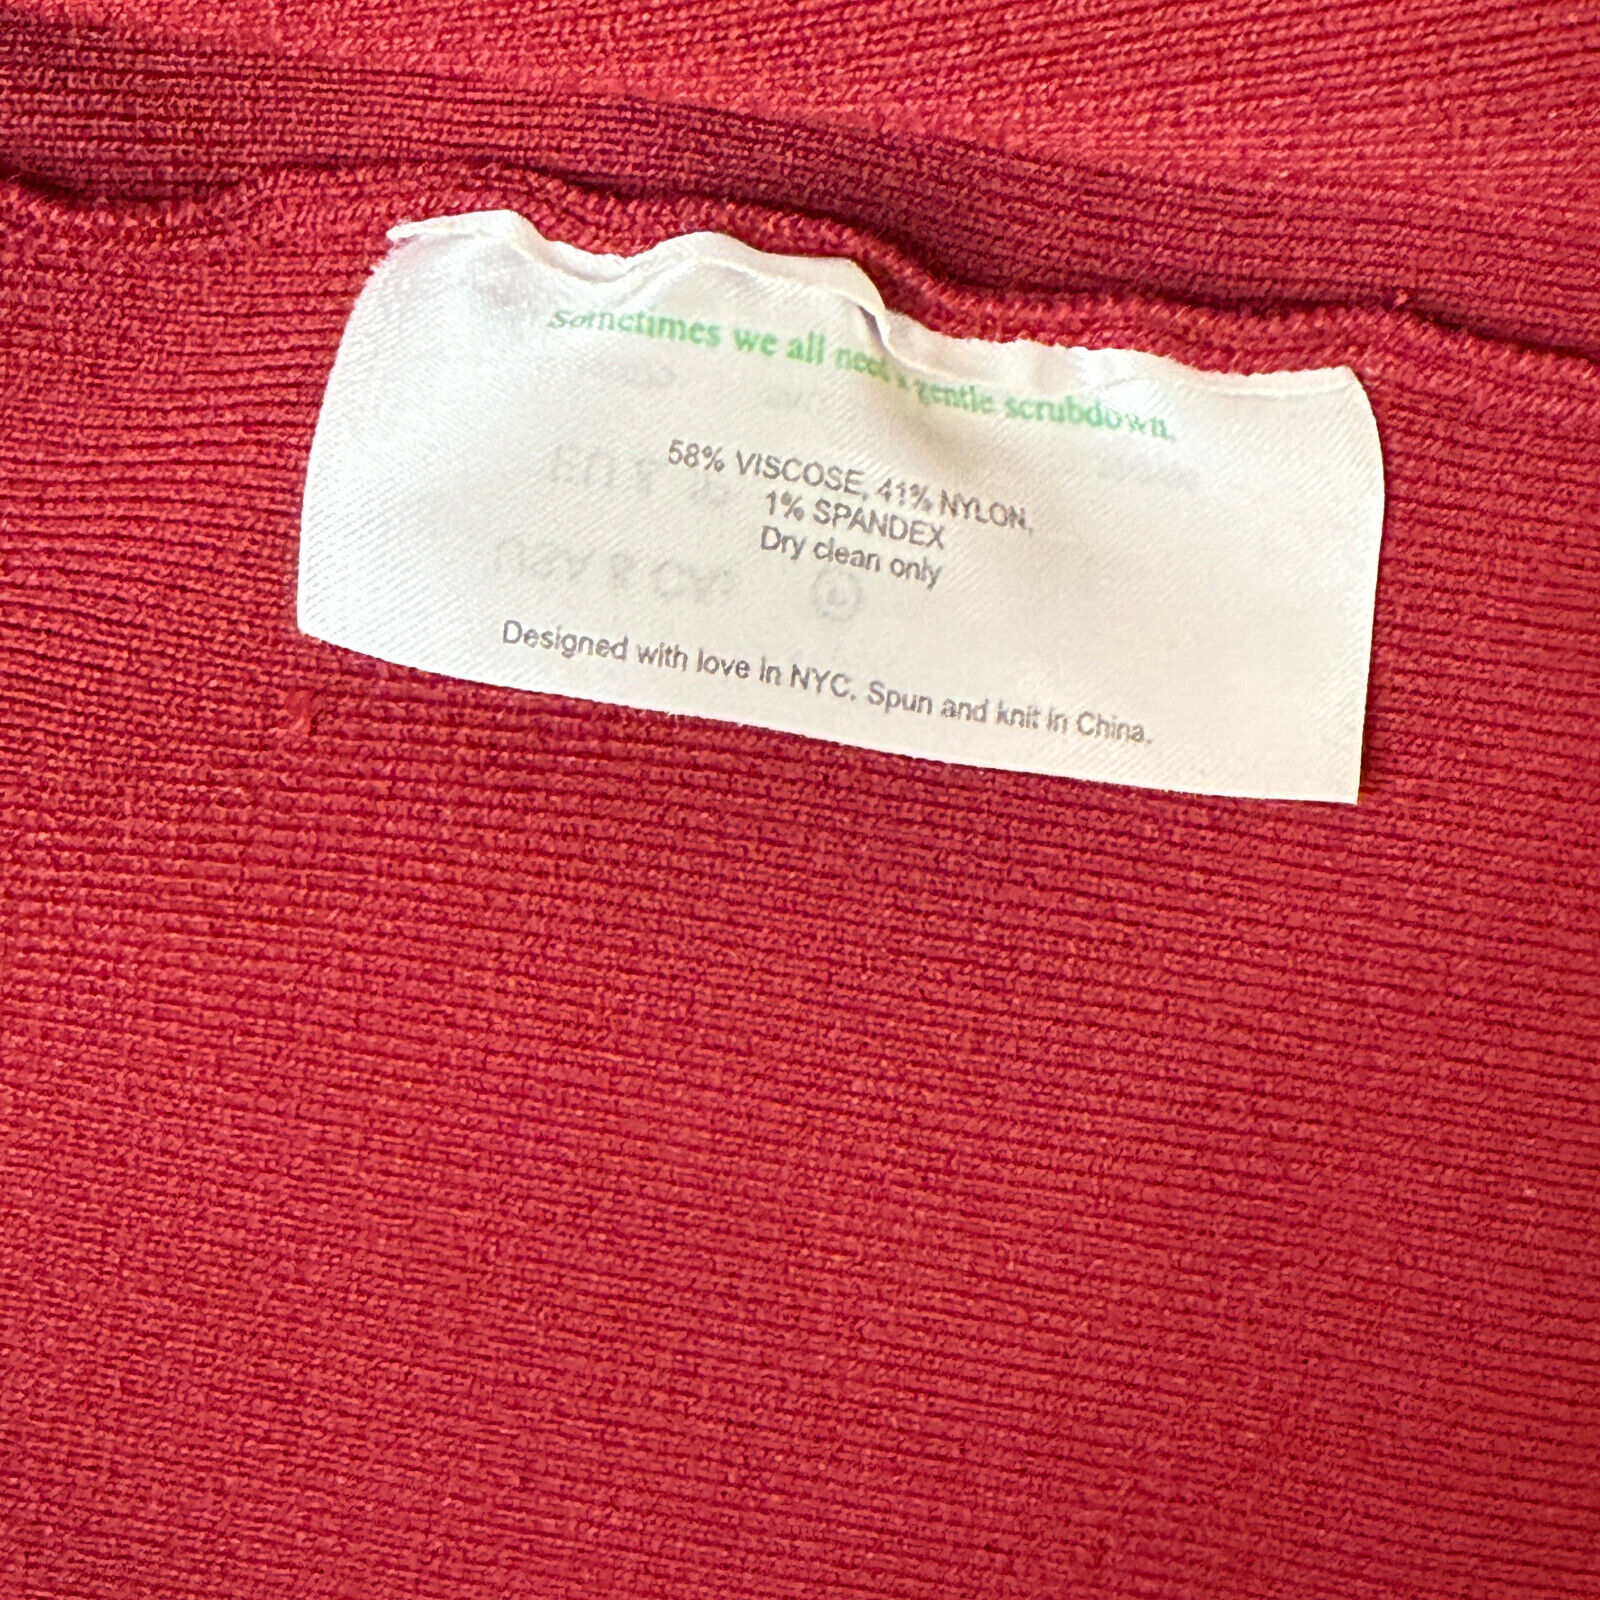 Sometimes we all need a gentle scrubdown.
58% VISCOSE, 41% NYLON,
1% SPANDEX
Dry clean only
Designed with love in NYC. Spun and knit in China.